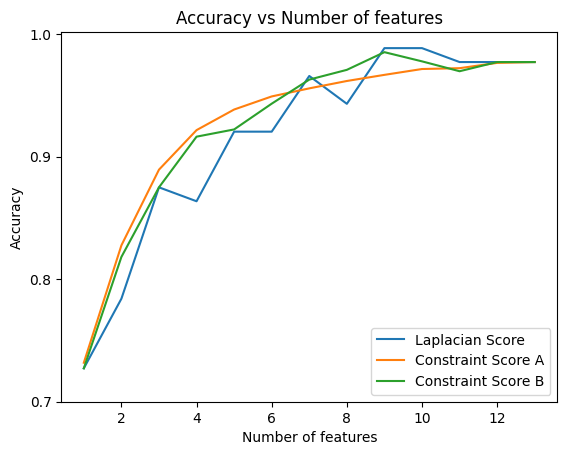 Accuracy vs Number of features
1.0
0.9
0.8
0.7
Accuracy
2 4 6 8 10 12
Number of features
Laplacian Score
Constraint Score A
Constraint Score B